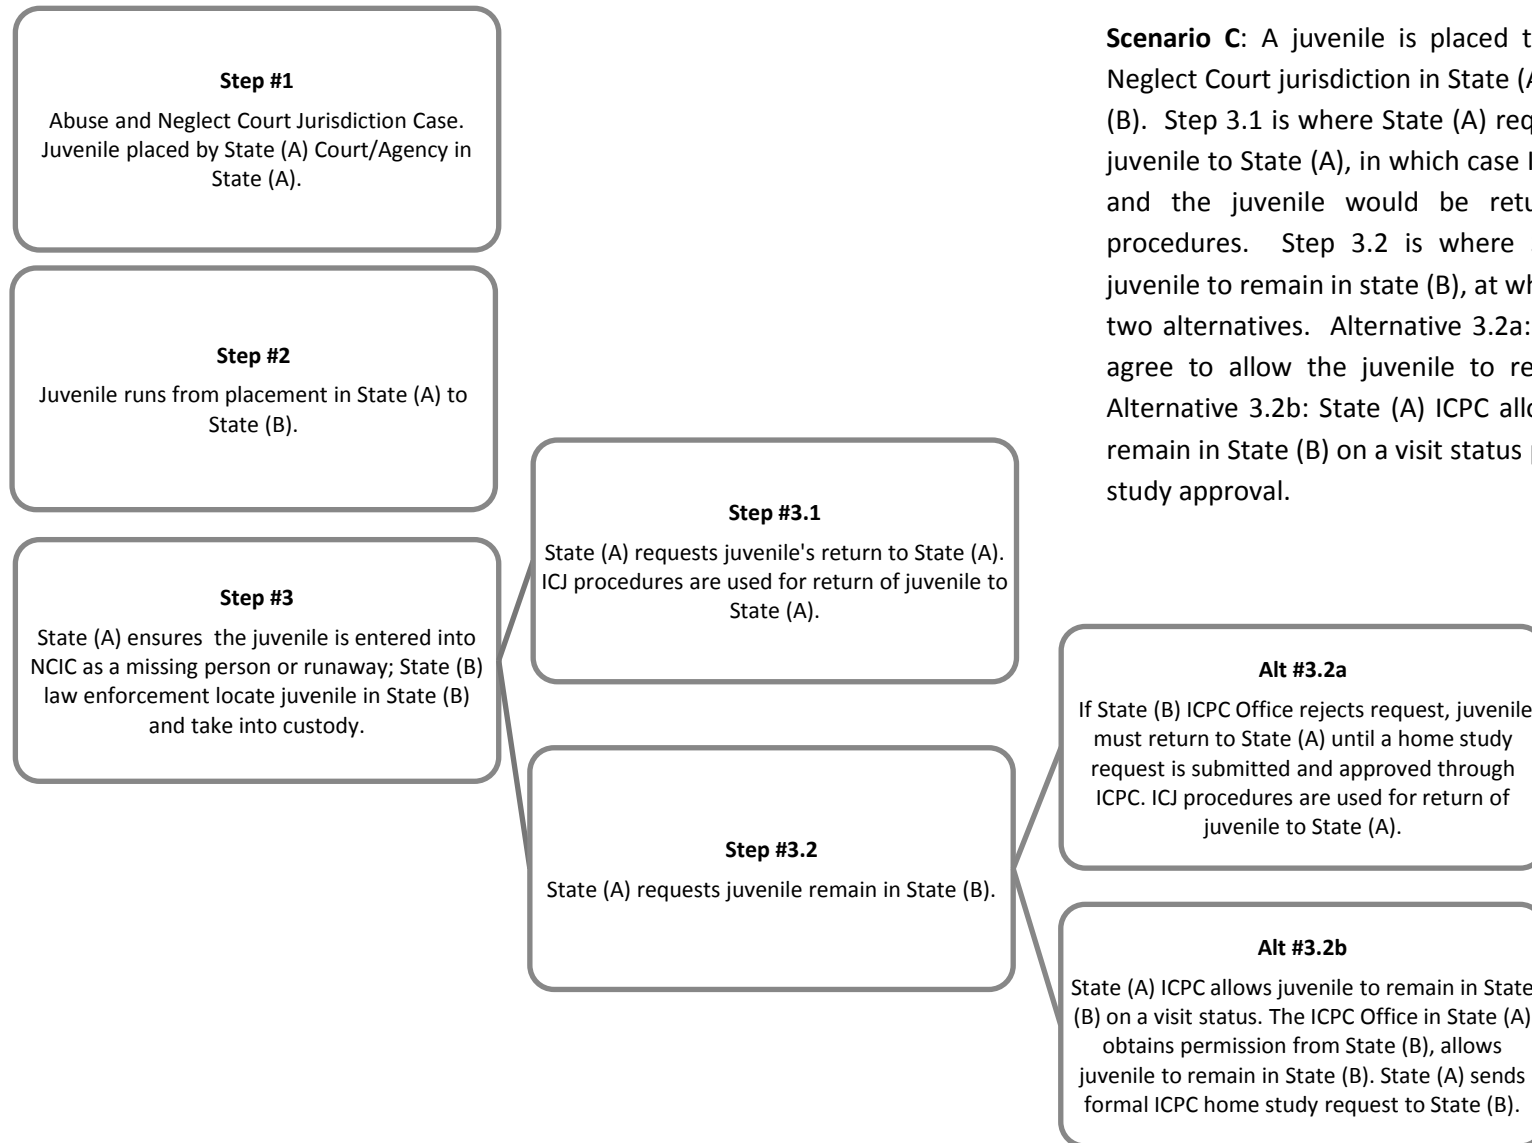 Step #1
Abuse and Neglect Court Jurisdiction Case.
Juvenile placed by State (A) Court/Agency in
State (A).
Step #2
Juvenile runs from placement in State (A) to
State (B).
Step #3
State (A) ensures  the juvenile is entered into
NCIC as a missing person or runaway; State (B)
law enforcement locate juvenile in State (B)
and take into custody.
Step #3.1
State (A) requests juvenile's return to State (A).
ICJ procedures are used for return of juvenile to
State (A).
Step #3.2
State (A) requests juvenile remain in State (B).
Scenario C: A juvenile is placed
Neglect Court jurisdiction in State
(B).  Step 3.1 is where State (A)
juvenile to State (A), in which case
and the juvenile would be
procedures.  Step 3.2 is where
juvenile to remain in state (B), at
two alternatives.  Alternative 3.2a:
agree to allow the juvenile to
Alternative 3.2b: State (A) ICPC
remain in State (B) on a visit status
study approval.
Alt #3.2a
If State (B) ICPC Office rejects request, juvenile
must return to State (A) until a home study
request is submitted and approved through
ICPC. ICJ procedures are used for return of
juvenile to State (A).
Alt #3.2b
State (A) ICPC allows juvenile to remain in State
(B) on a visit status. The ICPC Office in State (A)
obtains permission from State (B), allows
juvenile to remain in State (B). State (A) sends
formal ICPC home study request to State (B).